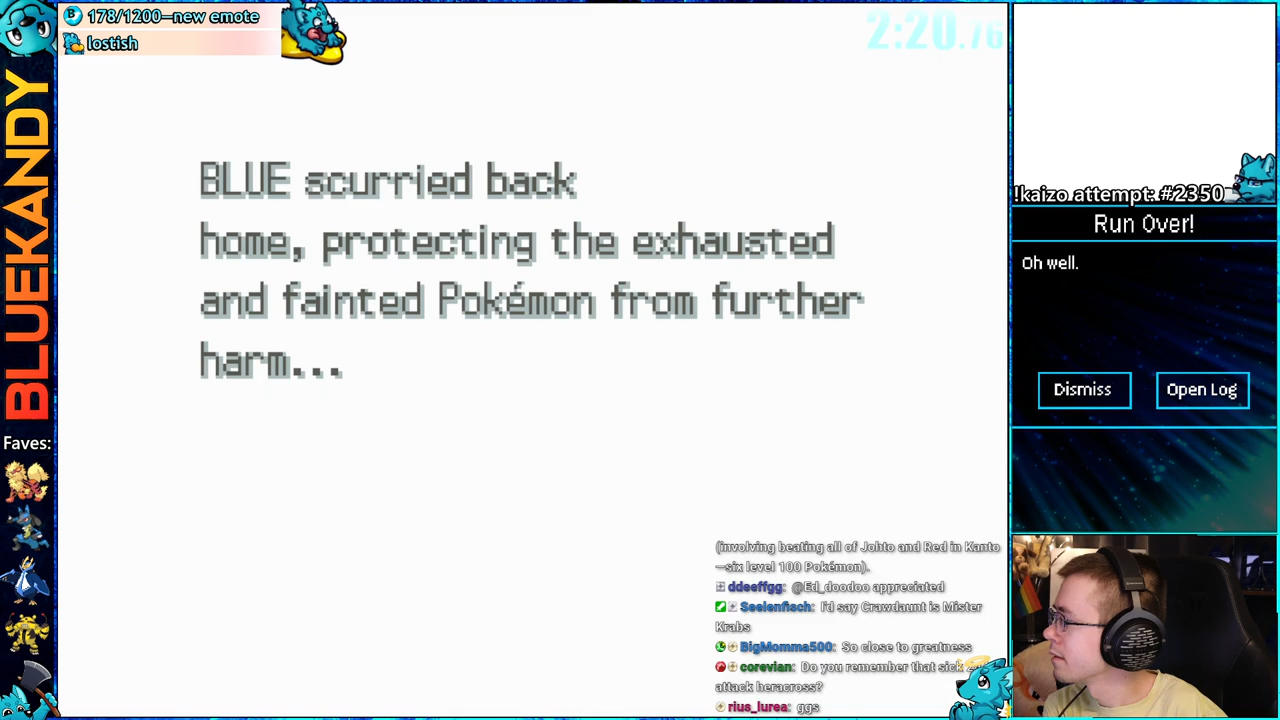 178/1200—new emote
lostish
2:20.76
BLUEKANDY
Faves:
BLUE scurried back
home, protecting the exhausted
and fainted Pokémon from further
harm...
!kaizo attempt: #2350
Run Over!
Oh well.
Dismiss
Open Log
(involving beating all of Johto and Red in Kanto
—six level 100 Pokémon).
ddeeffgg: @Ed_doodoo appreciated
Seelenfisch: I'd say Crawdaunt is Mister
Krabs
BigMomma500: So close to greatness
corevian: Do you remember that sick
attack heracross?
rius_lurea: ggs